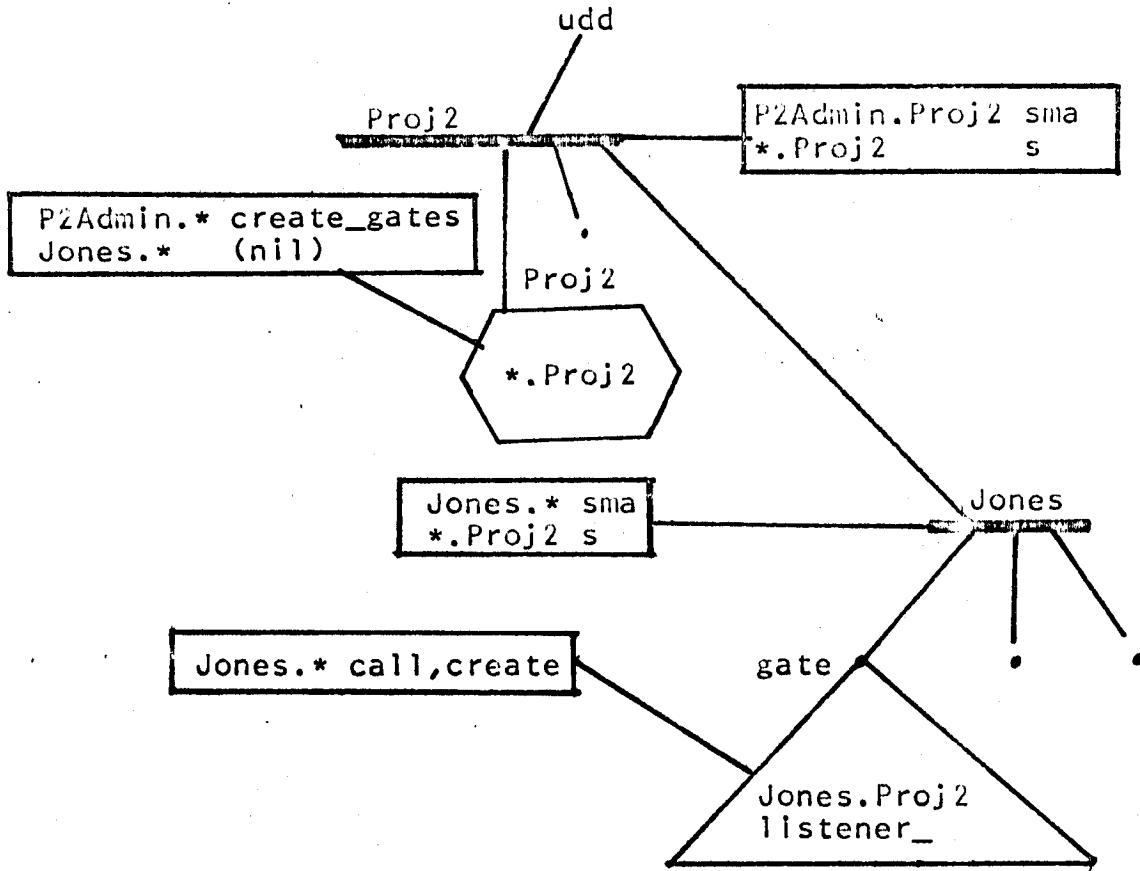 udd
Proj2
P2Admin.Proj2 sma
*.Proj2 s
P2Admin.* create_gates
Jones.* (nil)
Proj2
*.Proj2
Jones.* sma
*.Proj2 s
Jones
Jones.* call,create
gate
Jones.Proj2
listener_